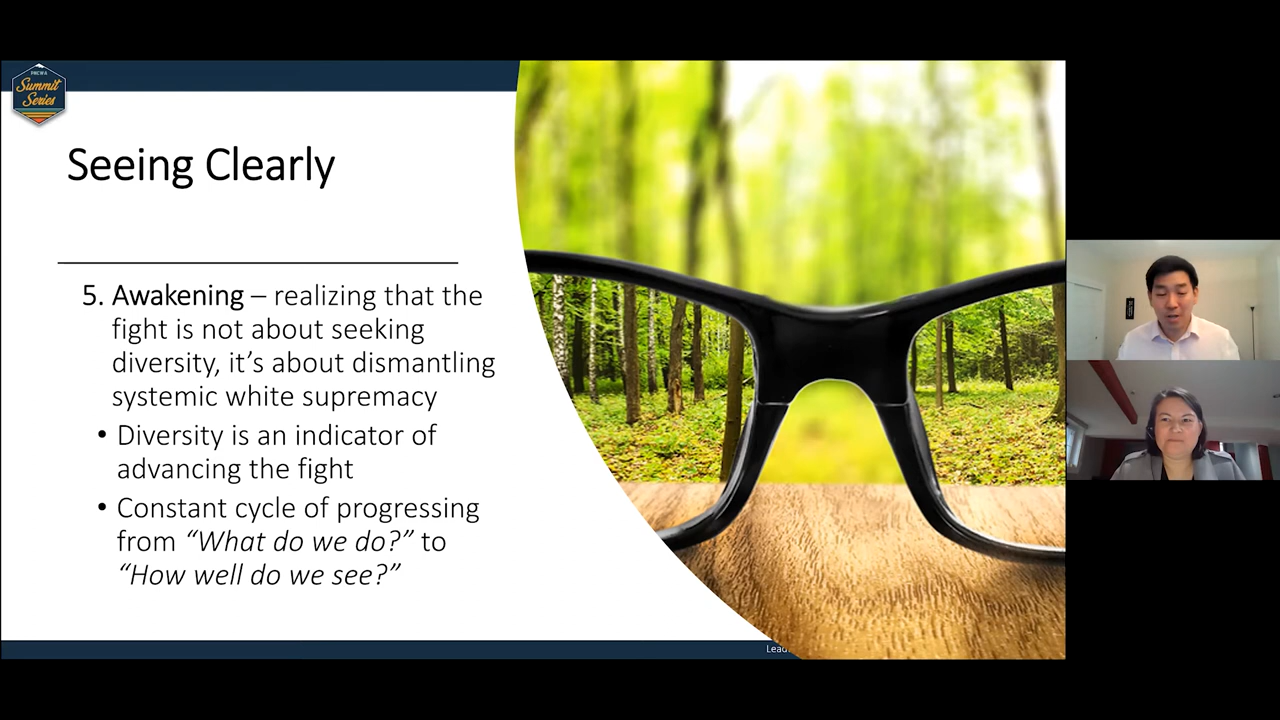 Summit
Series
Seeing Clearly
5. Awakening – realizing that the
fight is not about seeking
diversity, it's about dismantling
systemic white supremacy
• Diversity is an indicator of
advancing the fight
• Constant cycle of progressing
from "What do we do?" to
"How well do we see?"